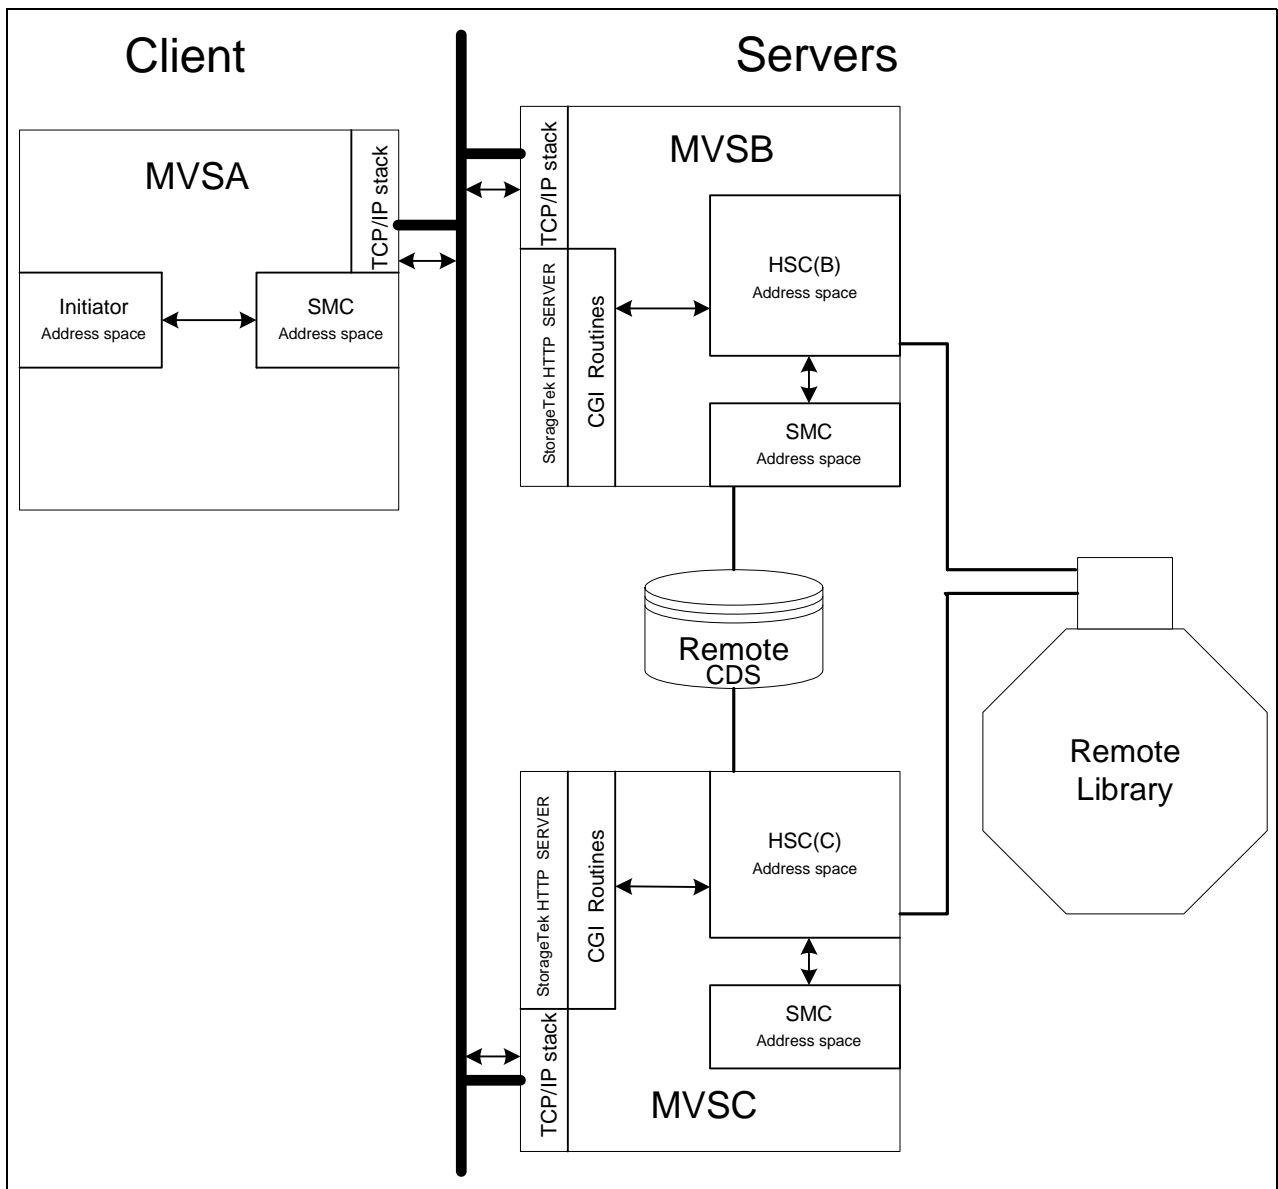 Client
Servers
MVSA
TCP/IP stack
Initiator
Address space
SMC
Address space
MVSB
TCP/IP stack
StorageTek HTTP SERVER
CGI Routines
HSC(B)
Address space
SMC
Address space
Remote
CDS
Remote
Library
StorageTek HTTP SERVER
CGI Routines
HSC(C)
Address space
SMC
Address space
TCP/IP stack
MVSC